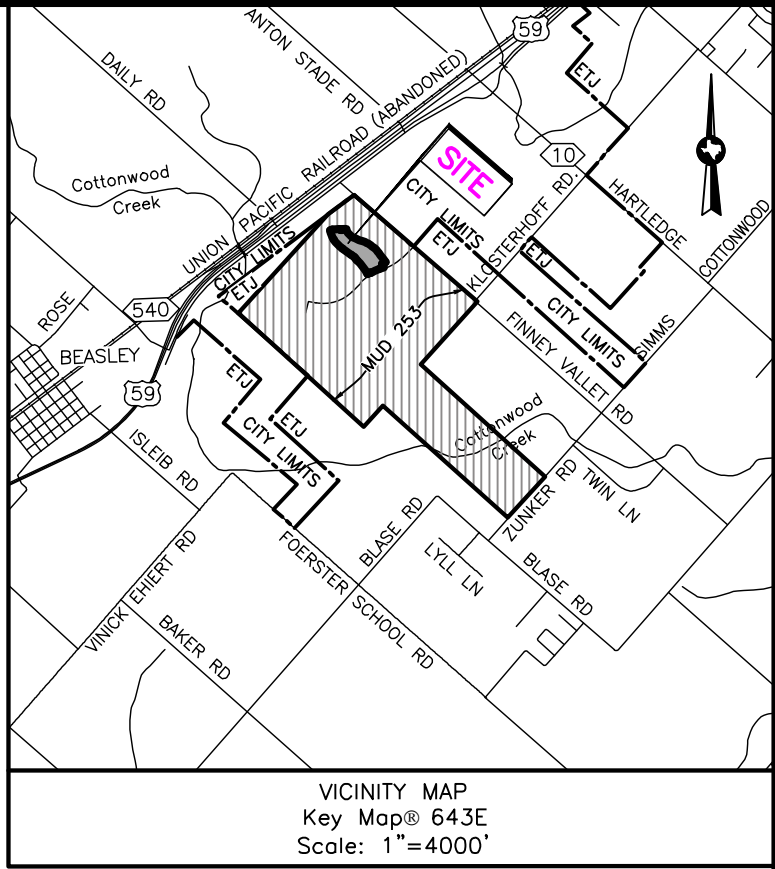 59
ANTON STADE RD
DAILY RD
ETJ
UNION PACIFIC RAILROAD (ABANDONED)
10
SITE
Cottonwood
Creek
CITY LIMITS
HARTLEDGE
COTTONWOOD
KLOSTERHOFF RD.
ETJ
ETJ
CITY LIMITS
ETJ
540
ROSE
BEASLEY
59
MUD 253
CITY LIMITS
SIMMS
FINNEY VALLET RD
ETJ
ETJ
CITY LIMITS
Cottonwood
Creek
ISLEIB RD
ZUNKER RD
TWIN LN
BLASE RD
LYLL LN
BLASE RD
FOERSTER SCHOOL RD
VINICK EHIERT RD
BAKER RD
VICINITY MAP
Key Map® 643E
Scale: 1"=4000'